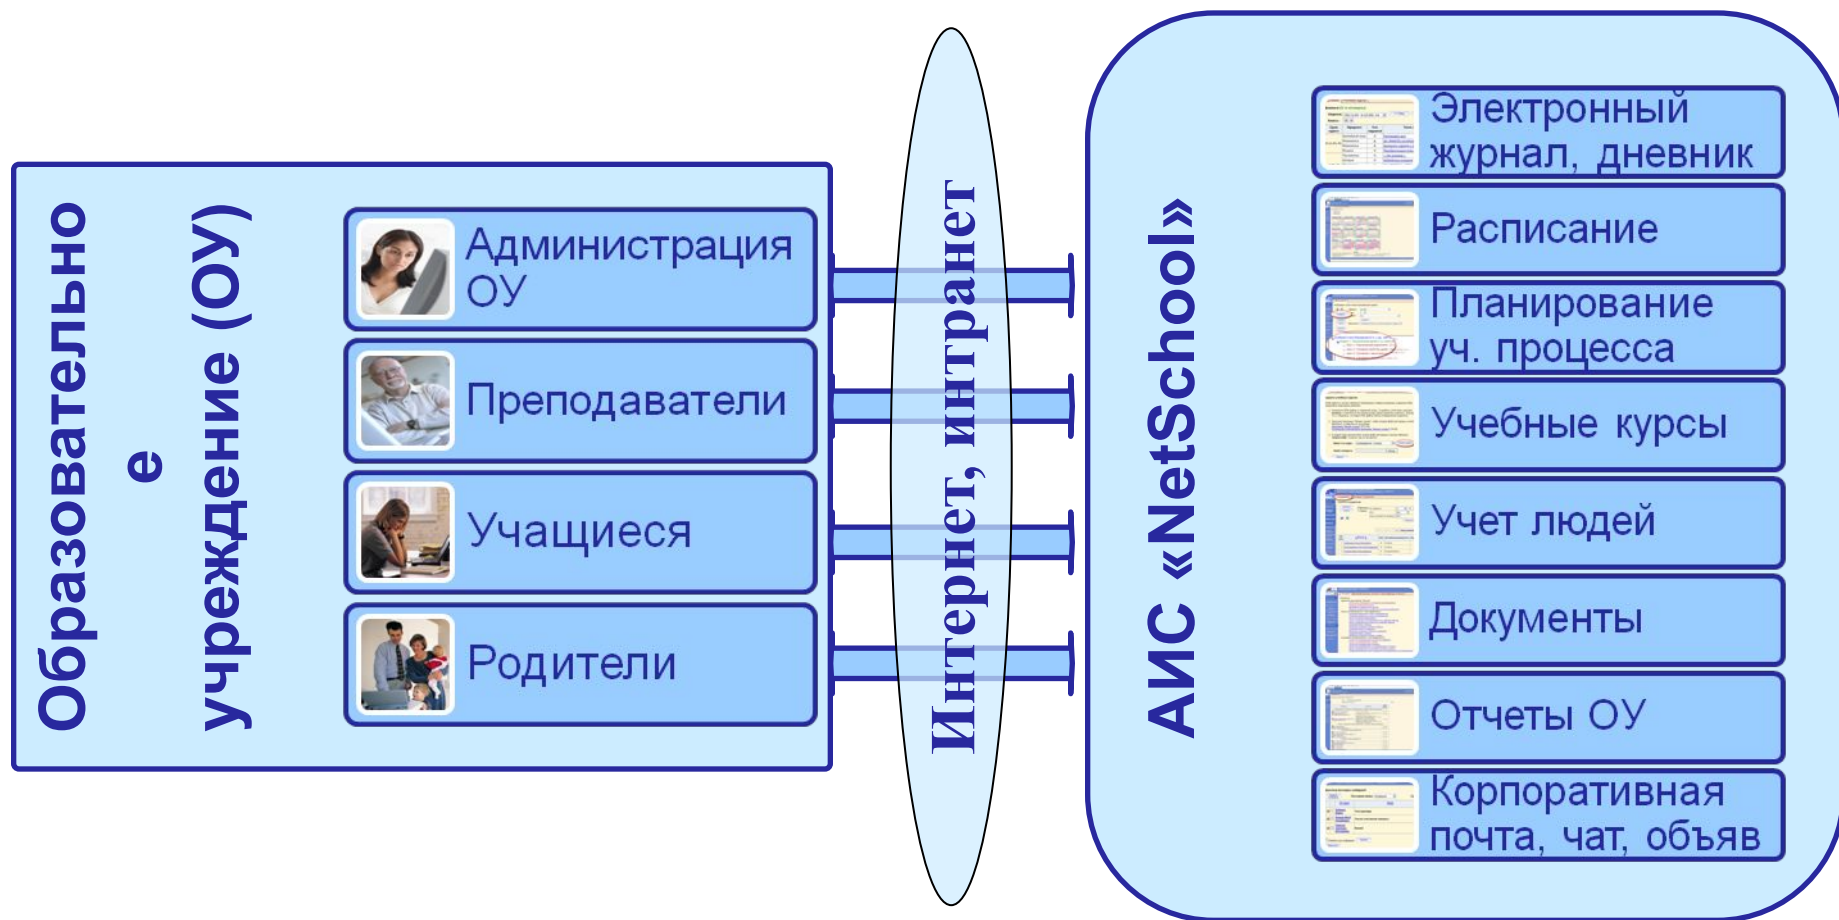 Образовательно
е
учреждение (ОУ)
Администрация
ОУ
Преподаватели
Учащиеся
Родители
Интернет, интранет
АИС «NetSchool»
Электронный
журнал, дневник
Расписание
Планирование
уч. процесса
Учебные курсы
Учет людей
Документы
Отчеты ОУ
Корпоративная
почта, чат, объяв